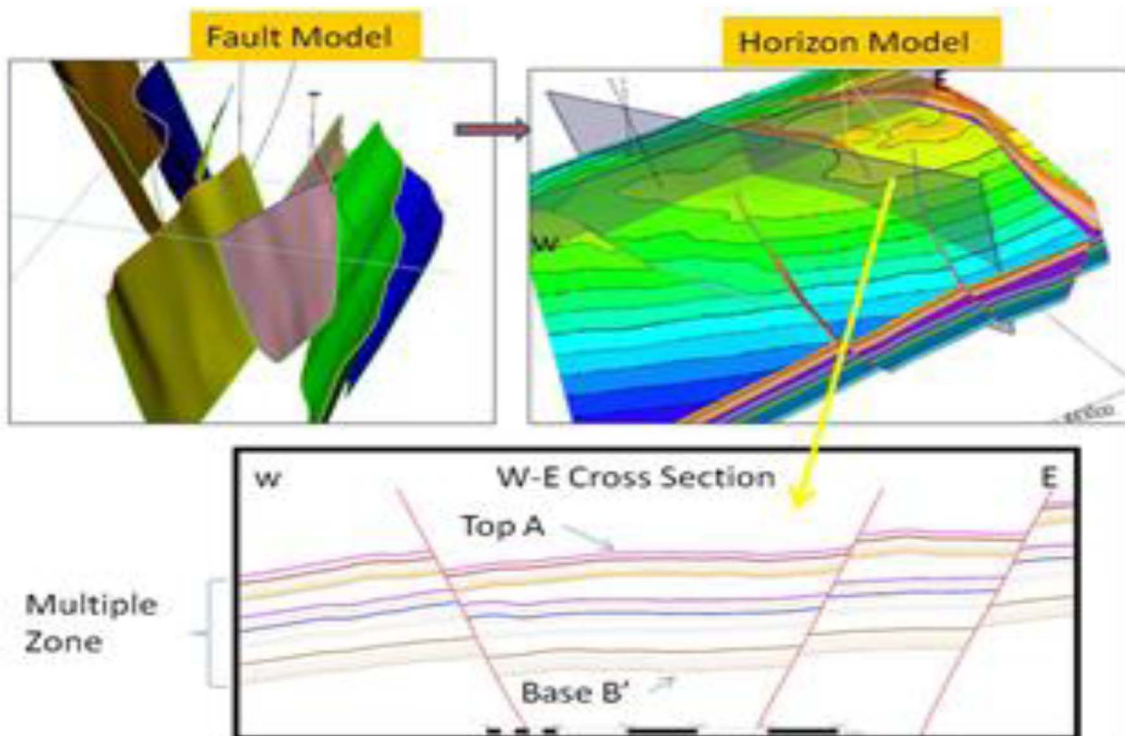 Fault Model
Horizon Model
E
W
W
W-E Cross Section
E
Top A
Multiple
Zone
Base B'